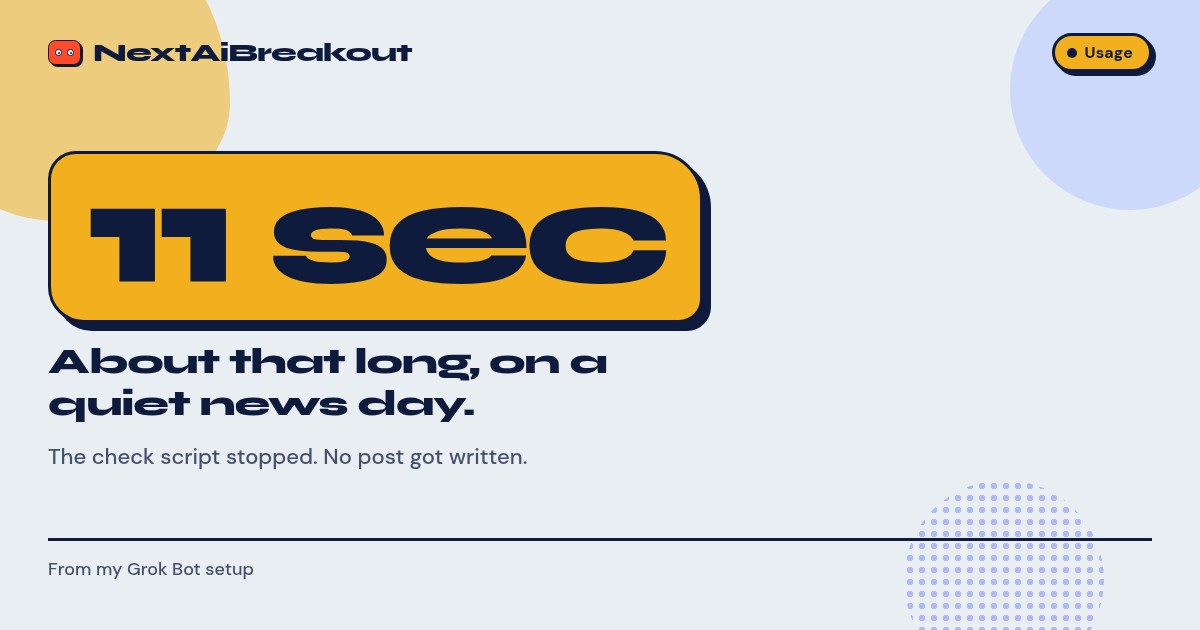 NextAiBreakout
Usage
11 sec
About that long, on a
quiet news day.
The check script stopped. No post got written.
From my Grok Bot setup